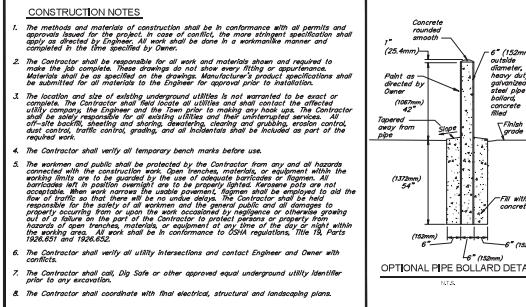 CONSTRUCTION NOTES
1. The methods and materials of construction shall be in conformance with all permits and
approvals issued for the project. In case of conflict, the more stringent specification shall
apply as directed by Engineer. All work shall be done in a workmanlike manner and
completed in the time specified by Owner.
2. The Contractor shall be responsible for all work and materials shown and required to
make the job complete. These drawings do not show every fitting or appurtenance.
Materials shall be as specified on the drawings. Manufacturer's product specifications shall
be submitted for all materials to the Engineer for approval prior to installation.
3. The location and size of existing underground utilities is not warranted to be exact or
complete. The Contractor shall field locate all utilities and shall contact the affected
utility company, the Engineer and the Town prior to making any hook ups. The Contractor
shall be solely responsible for all existing utilities and their uninterrupted services. All
off-site backfill, sheeting and shoring, dewatering, clearing and grubbing, erosion control,
dust control, traffic control, grading, and all incidentals shall be included as part of the
required work.
4. The Contractor shall verify all temporary bench marks before use.
5. The workmen and public shall be protected by the Contractor from any and all hazards
connected with the construction work. Open trenches, materials, or equipment within the
working limits are to be guarded by the use of adequate barricades or flagmen. All
barricades left in position overnight are to be properly lighted. Kerosene pots are not
acceptable. When work narrows the usable pavement, flagmen shall be employed to aid the
flow of traffic so that there will be no undue delays. The Contractor shall be held
responsible for the safety of all workmen and the general public and all damages to
property occurring from or upon the work occasioned by negligence or otherwise growing
out of a failure on the part of the Contractor to protect persons or property from
hazards of open trenches, materials, or equipment at any time of the day or night within
the working area. All work shall be in conformance to OSHA regulations, Title 19, Parts
1926.651 and 1926.652.
6. The Contractor shall verify all utility intersections and contact Engineer and Owner with
conflicts.
7. The Contractor shall call, Dig Safe or other approved equal underground utility identifier
prior to any excavation.
8. The Contractor shall coordinate with final electrical, structural and landscaping plans.
Concrete
rounded
smooth
1"
(25.4mm)
6" (152mm
outside
diameter,
heavy dut
galvanized
steel pipe
bollard,
concrete
filled
Paint as
directed by
Owner
(1067mm)
42"
Tapered
away from
pipe
Slope
Finish
grade
(1372mm)
54"
Fill with
concret
(152mm)
6"
6"
(152mm)
6" (152
OPTIONAL PIPE BOLLARD DETA
N.T.S.